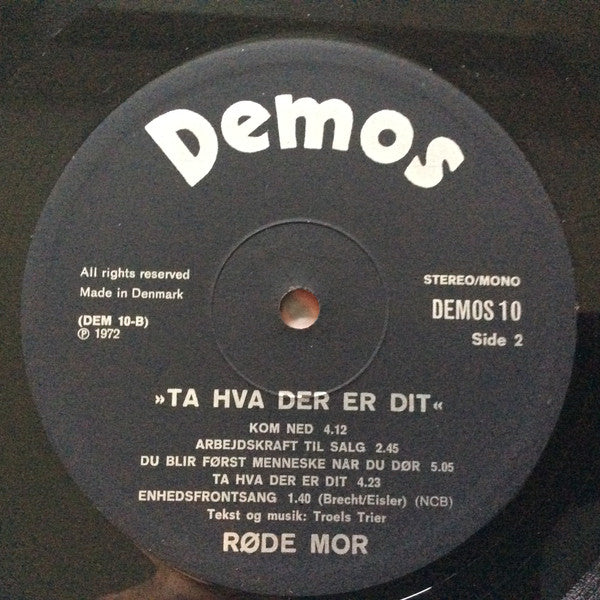 Demos
All rights reserved
Made in Denmark
(DEM 10-B)
℗ 1972
STEREO/MONO
DEMOS 10
Side 2
»TA HVA DER ER DIT«
KOM NED 4.12
ARBEJDSKRAFT TIL SALG 2.45
DU BLIR FØRST MENNESKE NÅR DU DØR 5.05
TA HVA DER ER DIT 4.23
ENHEDSFRONTSANG 1.40 (Brecht/Eisler) (NCB)
Tekst og musik: Troels Trier
RØDE MOR